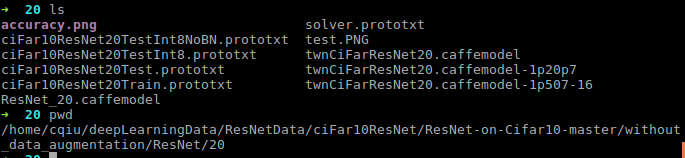 ➜ 20 ls
accuracy.png solver.prototxt
ciFar10ResNet20TestInt8NoBN.prototxt test.PNG
ciFar10ResNet20TestInt8.prototxt twnCiFarResNet20.caffemodel
ciFar10ResNet20Test.prototxt twnCiFarResNet20.caffemodel-1p20p7
ciFar10ResNet20Train.prototxt twnCiFarResNet20.caffemodel-1p507-16
ResNet_20.caffemodel
➜ 20 pwd
/home/cqiu/deepLearningData/ResNetData/ciFar10ResNet/ResNet-on-Cifar10-master/without
_data_augmentation/ResNet/20
➜ 20